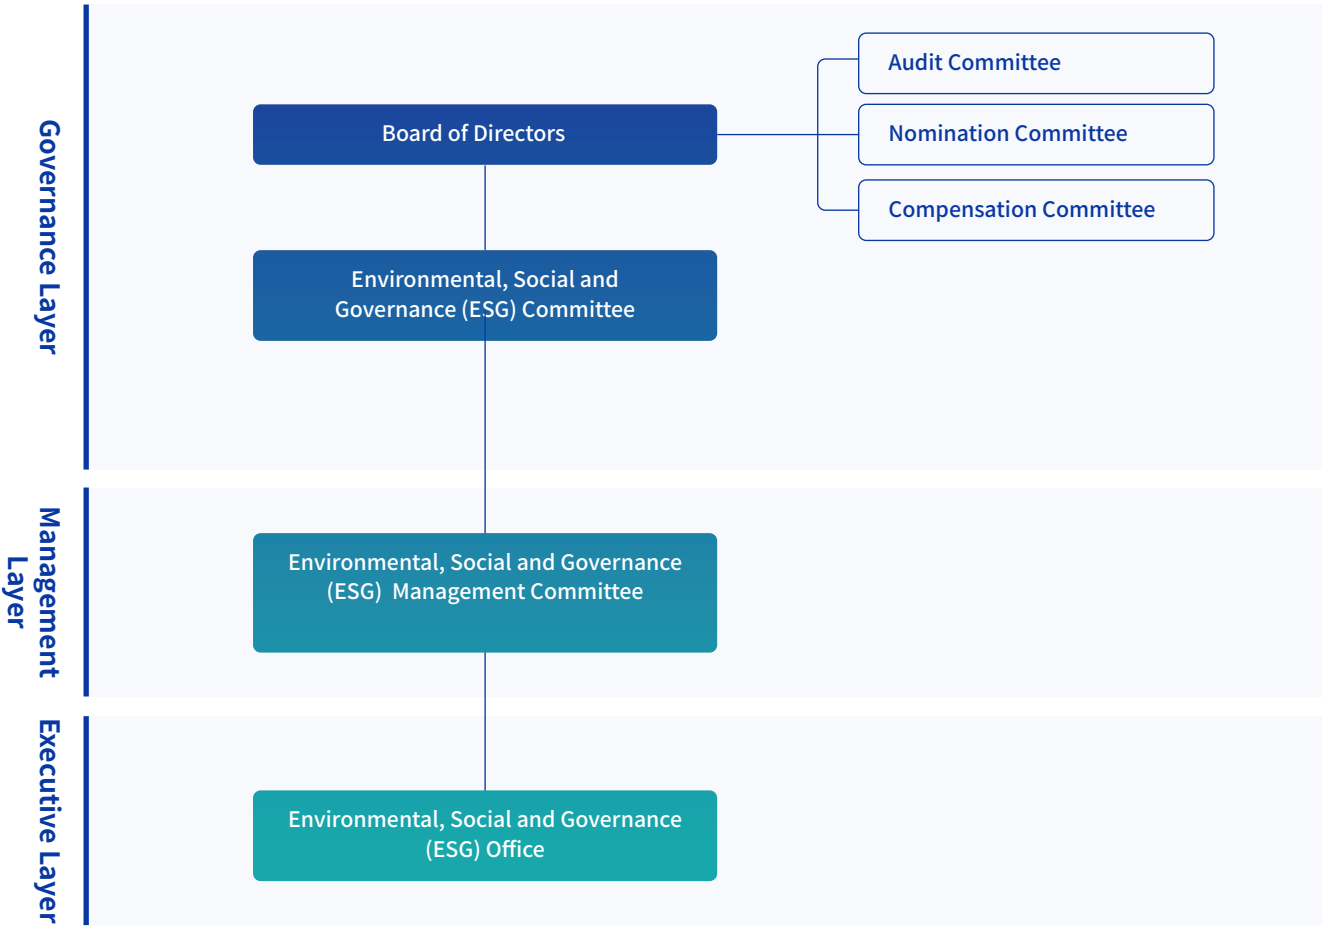 Governance Layer
Board of Directors
Audit Committee
Nomination Committee
Compensation Committee
Environmental, Social and
Governance (ESG) Committee
Management
Layer
Environmental, Social and Governance
(ESG)  Management Committee
Executive Layer
Environmental, Social and Governance
(ESG) Office